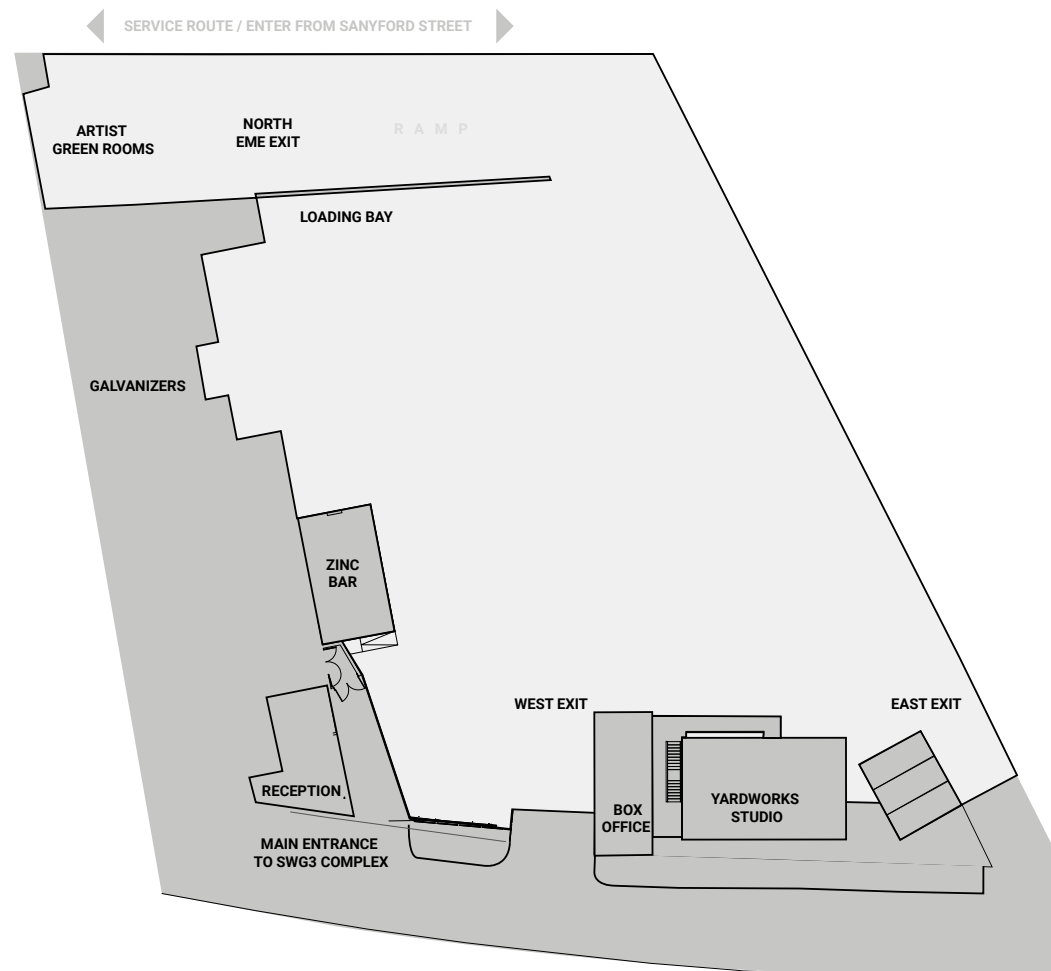 SERVICE ROUTE / ENTER FROM SANYFORD STREET
ARTIST
GREEN ROOMS
NORTH
EME EXIT
RAMP
LOADING BAY
GALVANIZERS
ZINC
BAR
WEST EXIT
EAST EXIT
RECEPTION
BOX
OFFICE
YARDWORKS
STUDIO
MAIN ENTRANCE
TO SWG3 COMPLEX